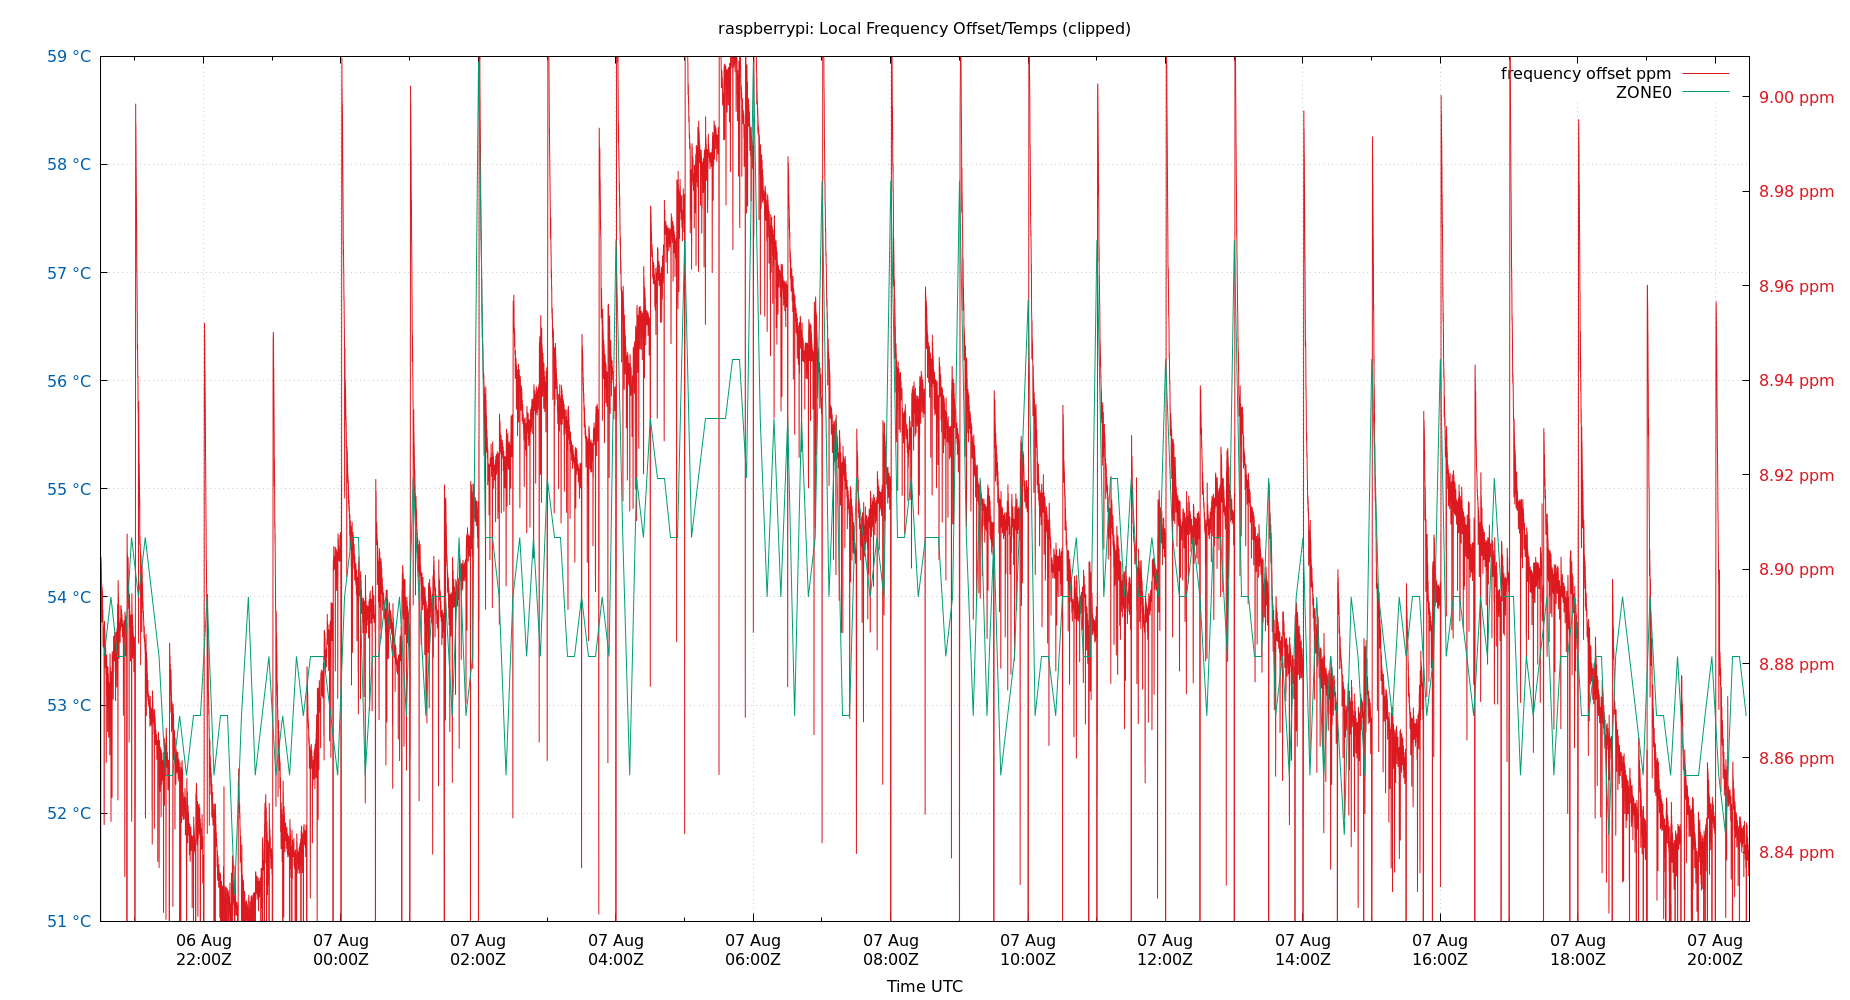 raspberrypi: Local Frequency Offset/Temps (clipped)
59 °C
58 °C
57 °C
56 °C
55 °C
54 °C
53 °C
52 °C
51 °C
frequency offset ppm
ZONE0
9.00 ppm
8.98 ppm
8.96 ppm
8.94 ppm
8.92 ppm
8.90 ppm
8.88 ppm
8.86 ppm
8.84 ppm
06 Aug
22:00Z
07 Aug
00:00Z
07 Aug
02:00Z
07 Aug
04:00Z
07 Aug
06:00Z
07 Aug
08:00Z
07 Aug
10:00Z
07 Aug
12:00Z
07 Aug
14:00Z
07 Aug
16:00Z
07 Aug
18:00Z
07 Aug
20:00Z
Time UTC